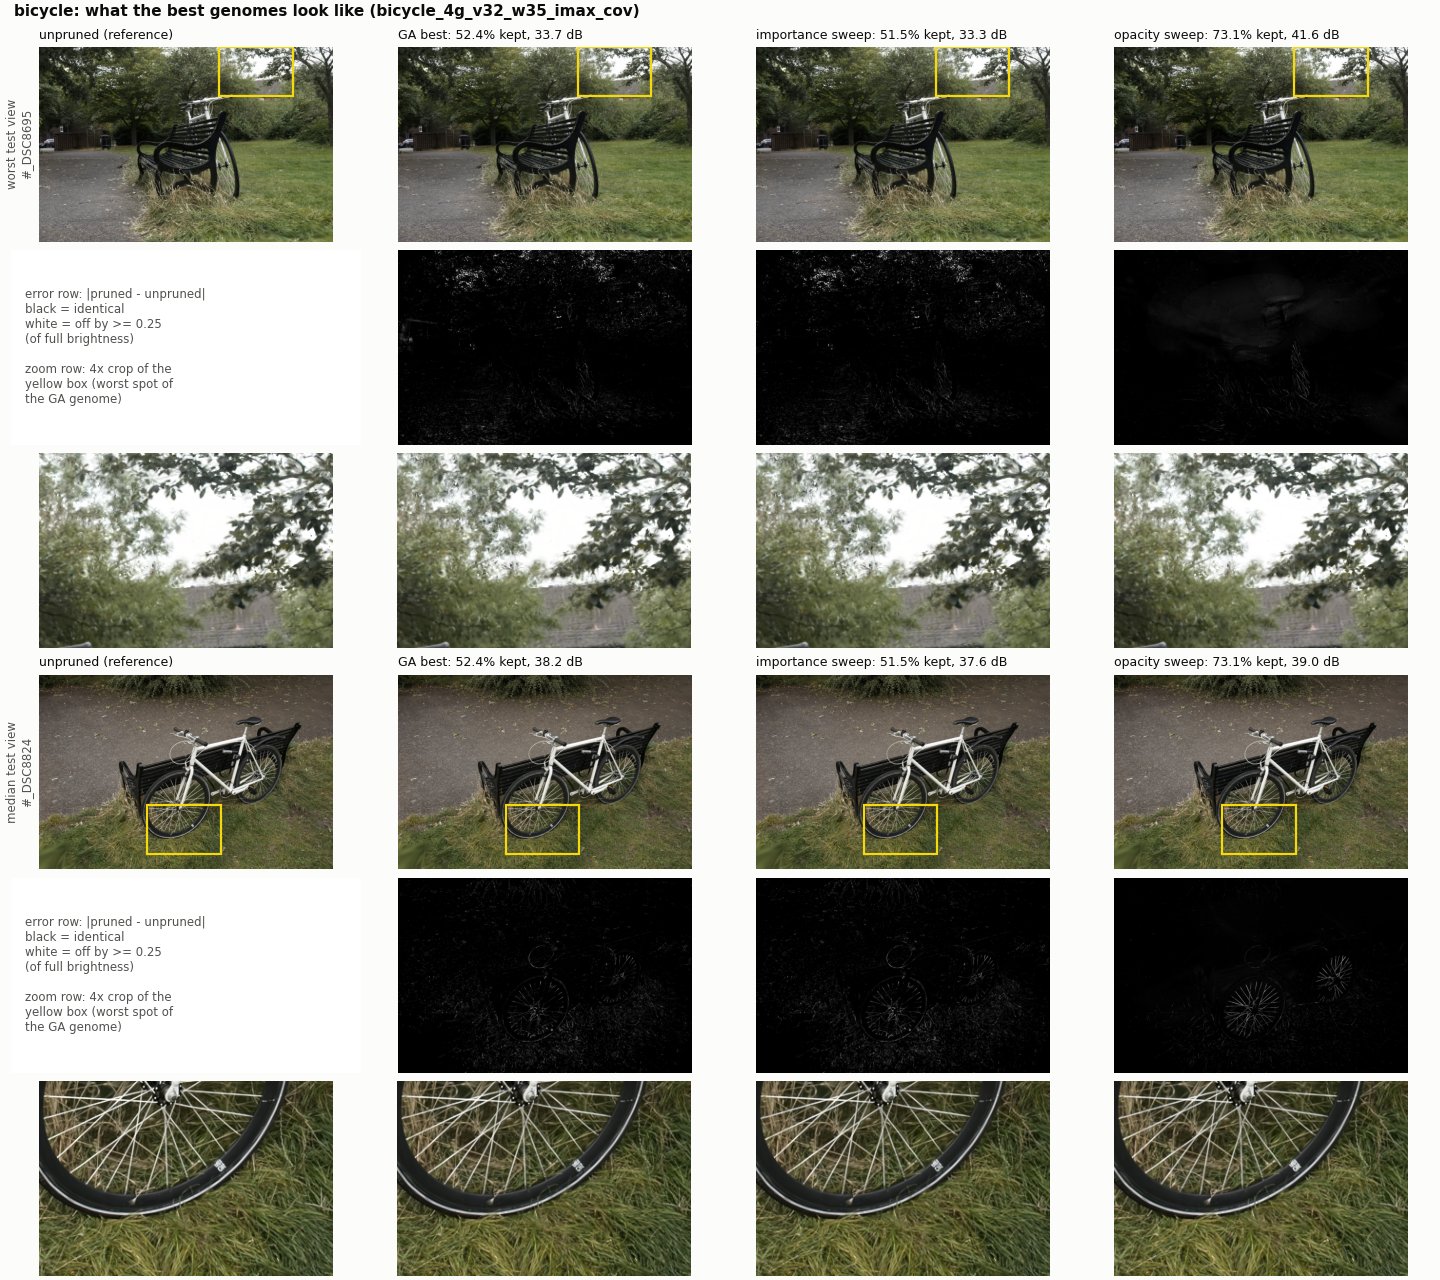 bicycle: what the best genomes look like (bicycle_4g_v32_w35_imax_cov)
unpruned (reference)
GA best: 52.4% kept, 33.7 dB
importance sweep: 51.5% kept, 33.3 dB
opacity sweep: 73.1% kept, 41.6 dB
worst test view
#_DSC8695
error row: |pruned - unpruned|
black = identical
white = off by >= 0.25
(of full brightness)
zoom row: 4x crop of the
yellow box (worst spot of
the GA genome)
unpruned (reference)
GA best: 52.4% kept, 38.2 dB
importance sweep: 51.5% kept, 37.6 dB
opacity sweep: 73.1% kept, 39.0 dB
median test view
#_DSC8824
error row: |pruned - unpruned|
black = identical
white = off by >= 0.25
(of full brightness)
zoom row: 4x crop of the
yellow box (worst spot of
the GA genome)